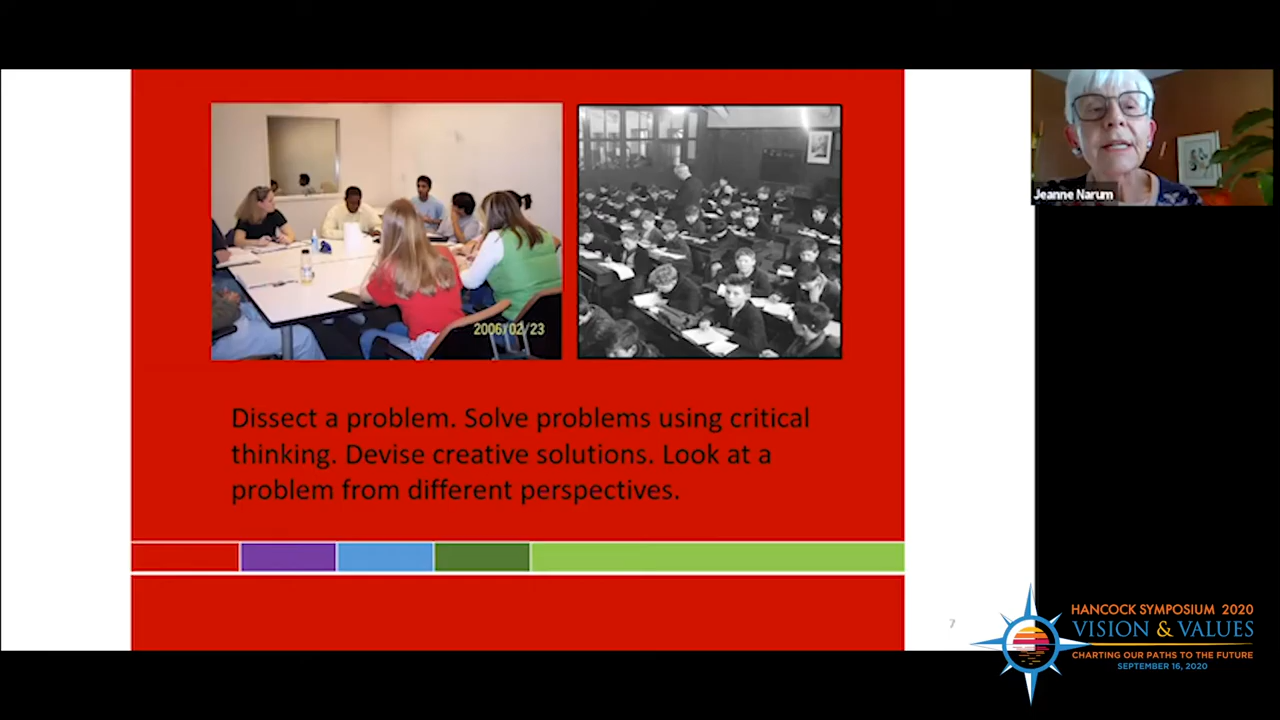 Jeanne Narum
2006/02/23
Dissect a problem. Solve problems using critical
thinking. Devise creative solutions. Look at a
problem from different perspectives.
7
HANCOCK SYMPOSIUM 2020
VISION & VALUES
CHARTING OUR PATHS TO THE FUTURE
SEPTEMBER 16, 2020